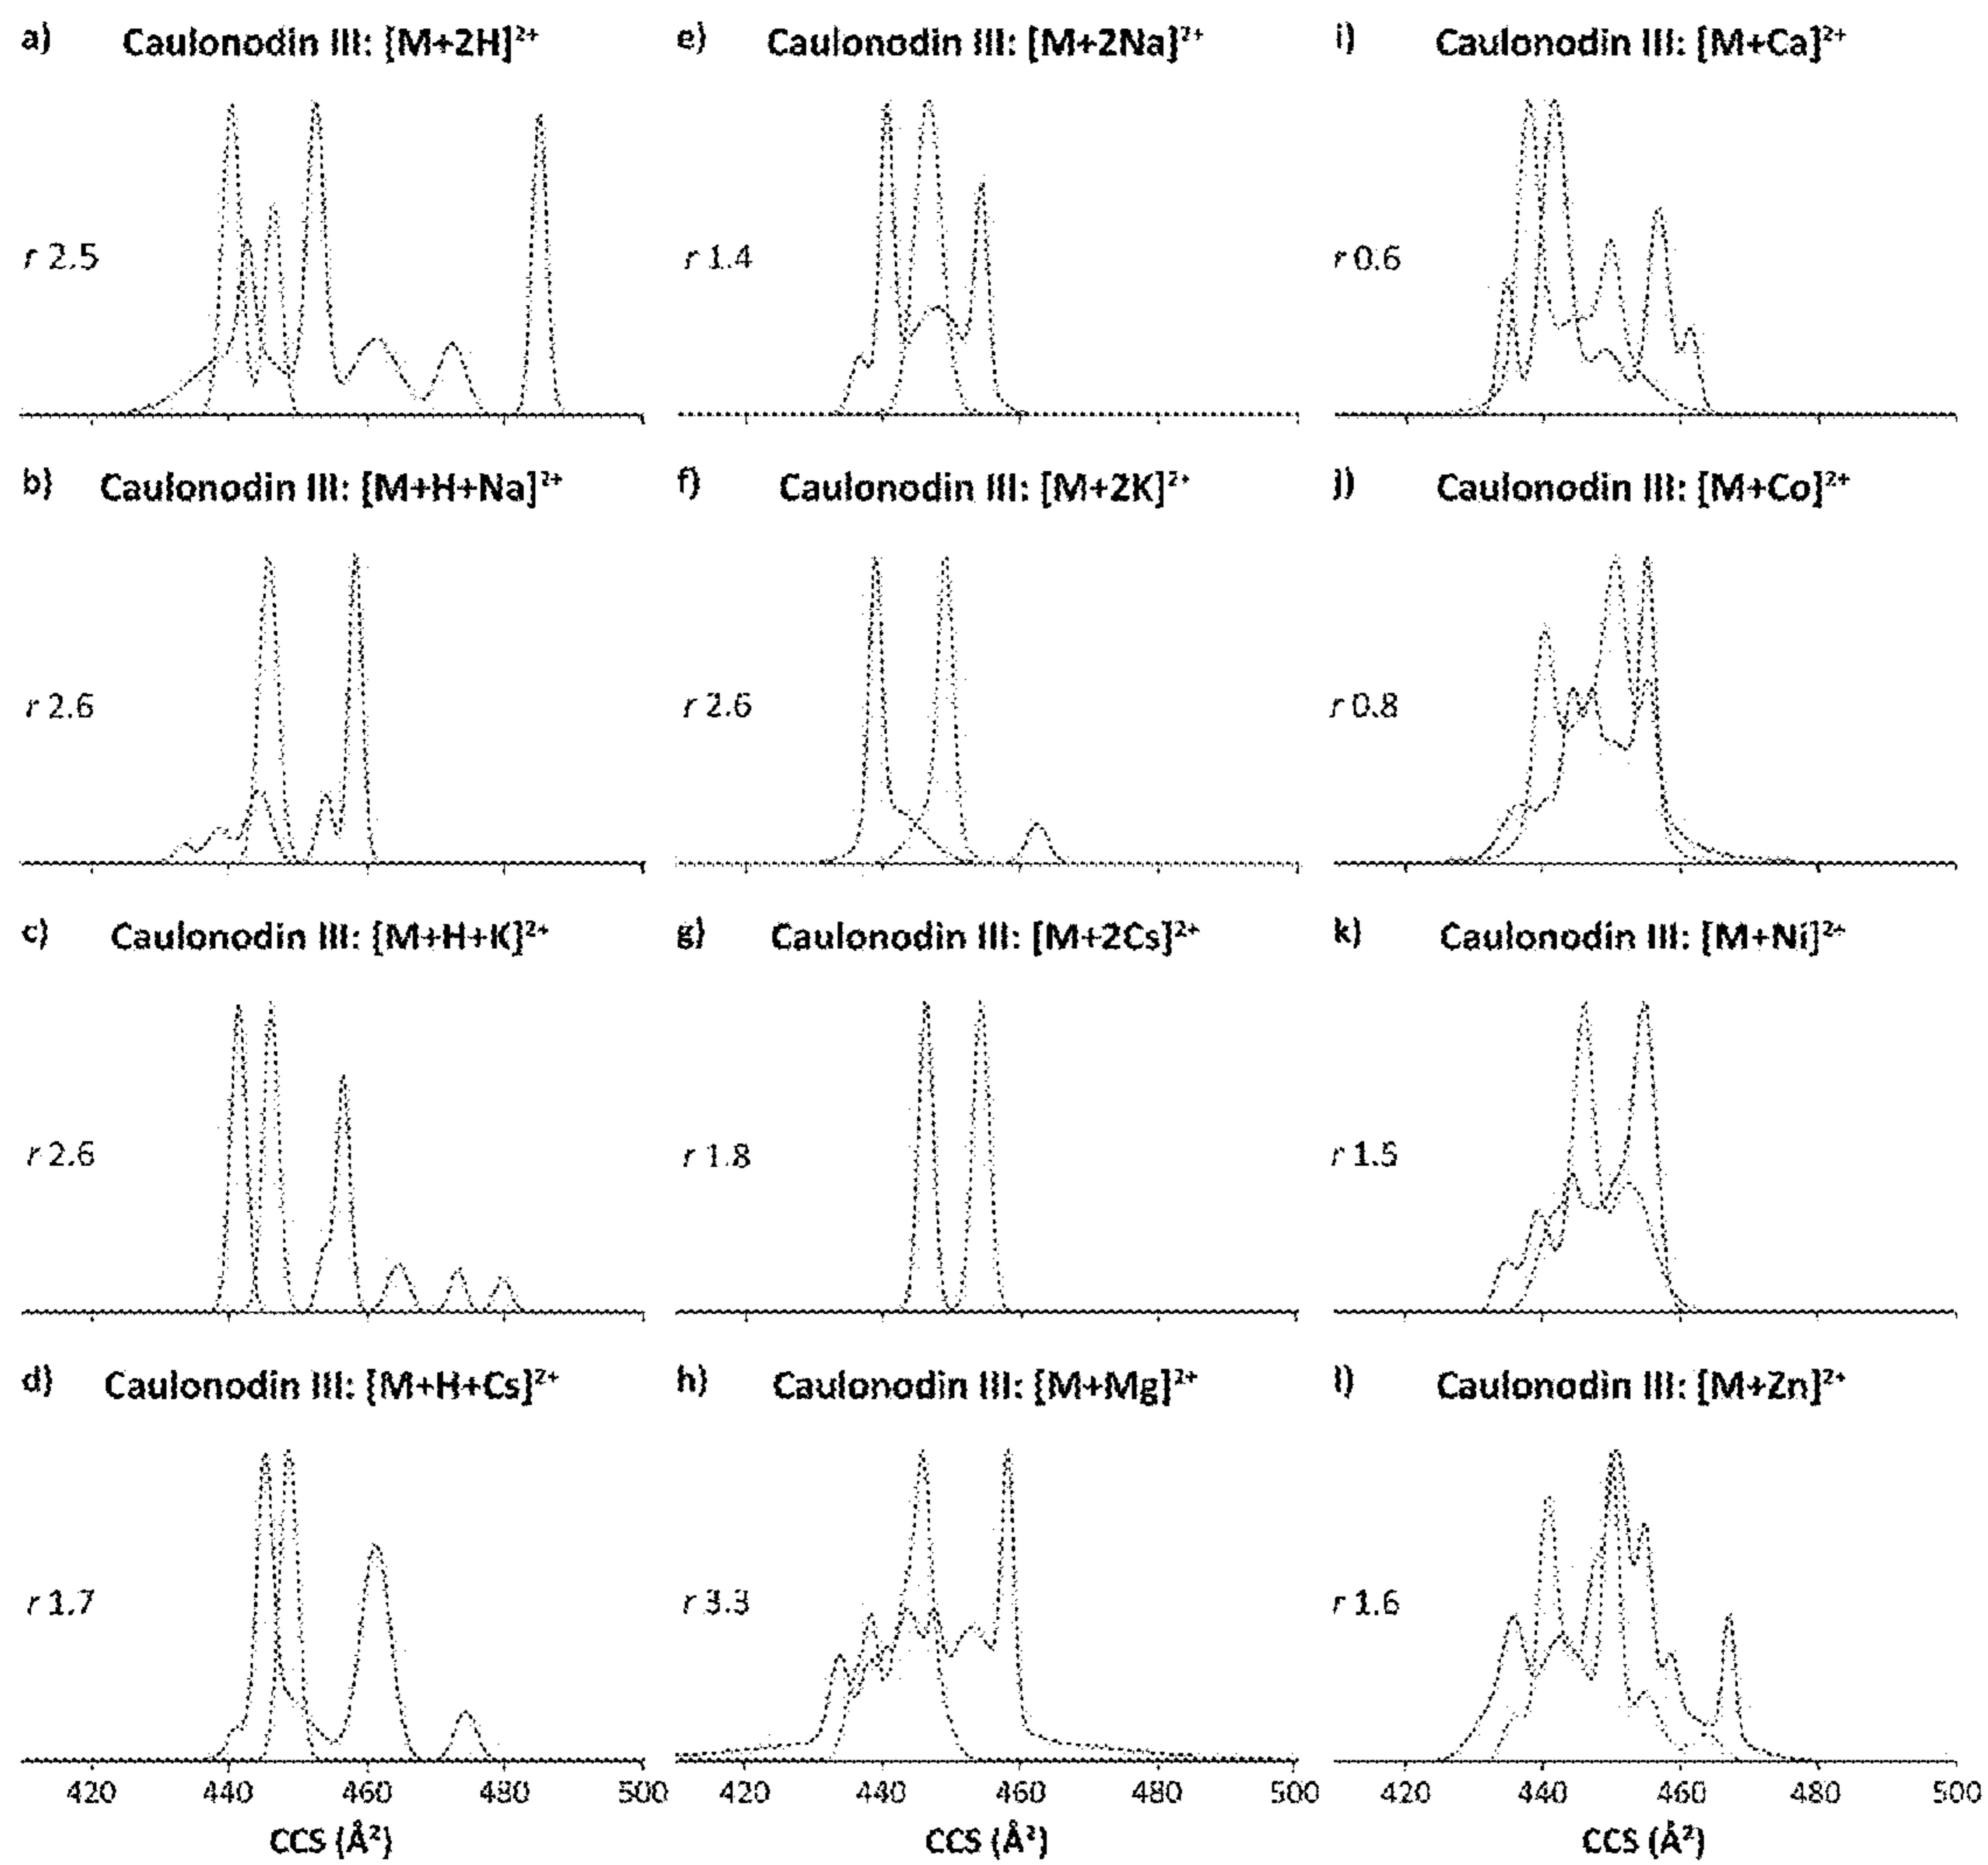 a) Caulonodin III: [M+2H]²⁺
r 2.5
b) Caulonodin III: [M+H+Na]²⁺
r 2.6
c) Caulonodin III: [M+H+K]²⁺
r 2.6
d) Caulonodin III: [M+H+Cs]²⁺
r 1.7
420 440 460 480 500
CCS (Å²)
e) Caulonodin III: [M+2Na]²⁺
r 1.4
f) Caulonodin III: [M+2K]²⁺
r 2.6
g) Caulonodin III: [M+2Cs]²⁺
r 1.8
h) Caulonodin III: [M+Mg]²⁺
r 3.3
420 440 460 480 500
CCS (Å²)
i) Caulonodin III: [M+Ca]²⁺
r 0.6
j) Caulonodin III: [M+Co]²⁺
r 0.8
k) Caulonodin III: [M+Ni]²⁺
r 1.5
l) Caulonodin III: [M+Zn]²⁺
r 1.6
420 440 460 480 500
CCS (Å²)